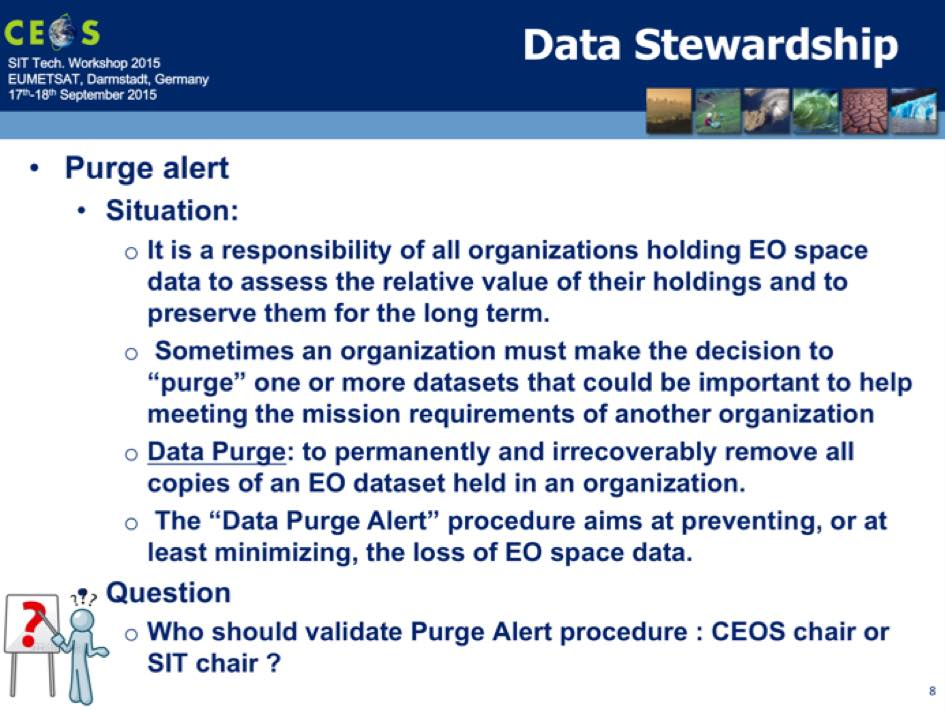 CEOS
SIT Tech. Workshop 2015
EUMETSAT, Darmstadt, Germany
17th-18th September 2015
Data Stewardship
• Purge alert
• Situation:
o It is a responsibility of all organizations holding EO space
data to assess the relative value of their holdings and to
preserve them for the long term.
o Sometimes an organization must make the decision to
“purge” one or more datasets that could be important to help
meeting the mission requirements of another organization
o Data Purge: to permanently and irrecoverably remove all
copies of an EO dataset held in an organization.
o The “Data Purge Alert” procedure aims at preventing, or at
least minimizing, the loss of EO space data.
• Question
?
???
o Who should validate Purge Alert procedure : CEOS chair or
SIT chair ?
8